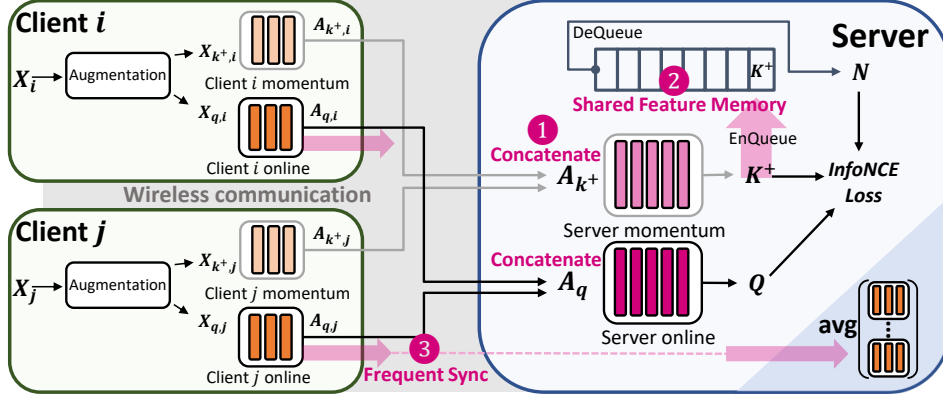 Client i
X_i
Augmentation
X_{k^+,i}
X_{q,i}
A_{k^+,i}
Client i momentum
A_{q,i}
Client i online
Wireless communication
Client j
X_j
Augmentation
X_{k^+,j}
X_{q,j}
A_{k^+,j}
Client j momentum
A_{q,j}
Client j online
3
Frequent Sync
Server
DeQueue
K^+
2
Shared Feature Memory
N
EnQueue
1
Concatenate
A_{k^+}
Server momentum
K^+
InfoNCE
Loss
Concatenate
A_q
Server online
Q
avg